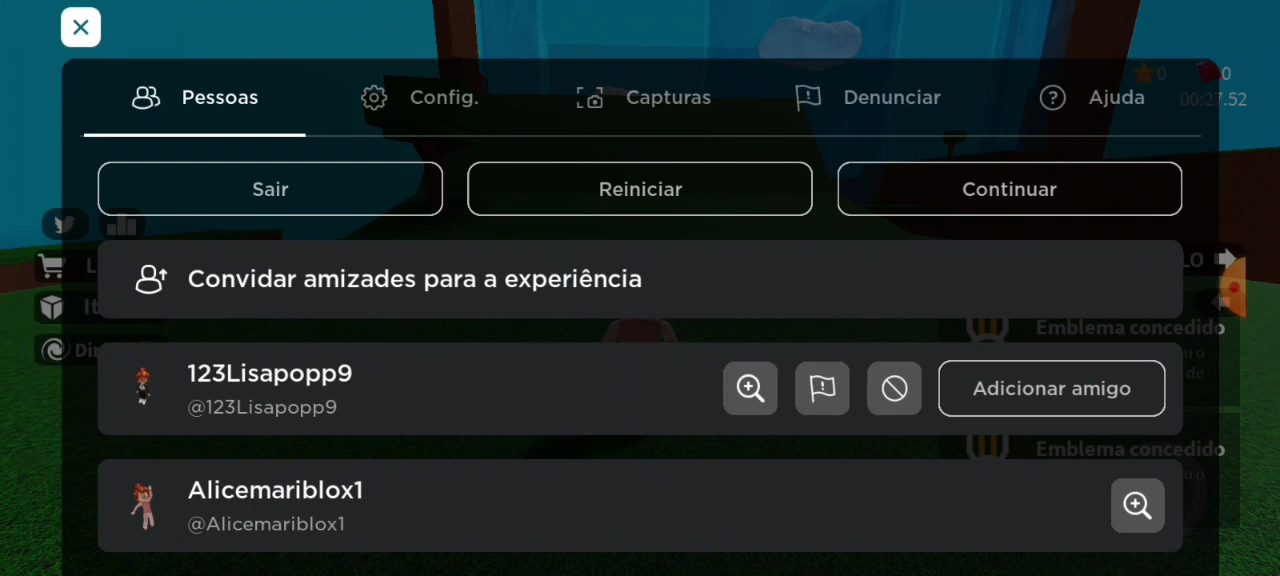 Pessoas
Config.
Capturas
Denunciar
Ajuda
0
0
00:27.52
Sair
Reiniciar
Continuar
Convidar amizades para a experiência
Emblema concedido
de
123Lisapopp9
@123Lisapopp9
Adicionar amigo
Emblema concedido
Alicemariblox1
@Alicemariblox1